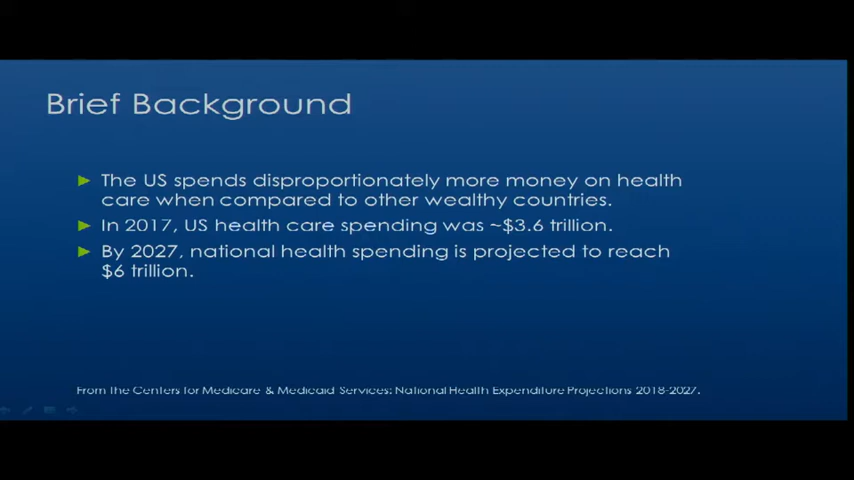 Brief Background
The US spends disproportionately more money on health
care when compared to other wealthy countries.
In 2017, US health care spending was ~$3.6 trillion.
By 2027, national health spending is projected to reach
$6 trillion.
From the Centers for Medicare & Medicaid Services: National Health Expenditure Projections 2018-2027.